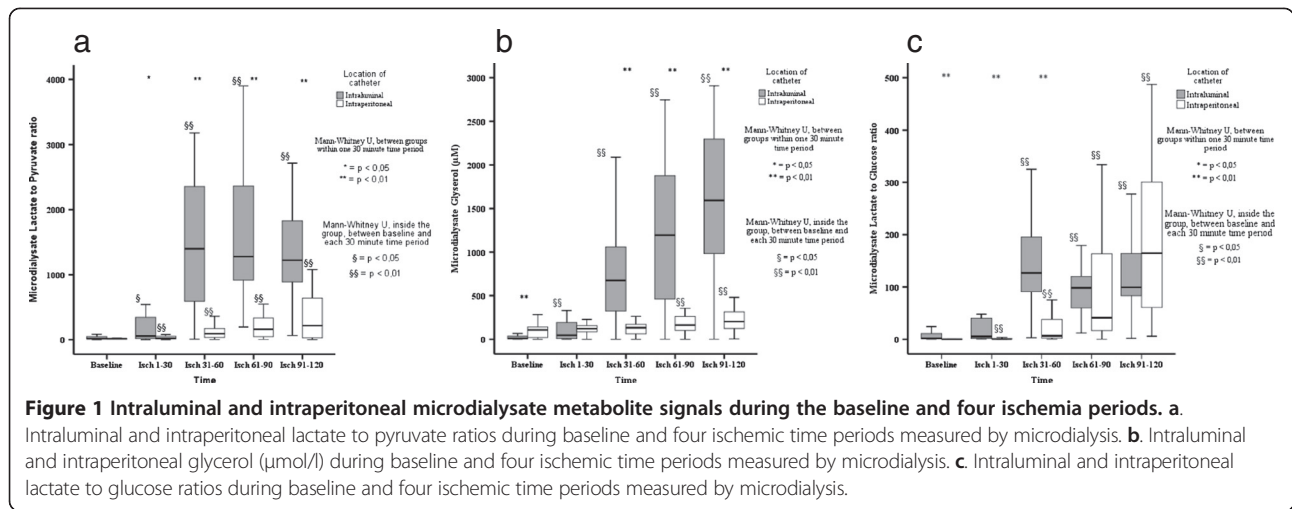 a
Microdialysate Lactate to Pyruvate ratio
4000
3000
2000
1000
0
* ** §§ ** **
§§ §§
§ §§ §§ §§ §§
Baseline Isch 1-30 Isch 31-60 Isch 61-90 Isch 91-120
Time
Location of
catheter
Intraluminal
Intraperitoneal
Mann-Whitney U, between groups
within one 30 minute time
period
* = p < 0,05
** = p < 0,01
Mann-Whitney U, inside the
group, between baseline and
each 30 minute time period
§ = p < 0.05
§§ = p < 0.01
b
Microdialysate Glyserol (µM)
3000
2500
2000
1500
1000
500
0
** ** **
§§ §§ §§
** §§ §§ §§
Baseline Isch 1-30 Isch 31-60 Isch 61-90 Isch 91-120
Time
Location of
catheter
Intraluminal
Intraperitoneal
Mann-Whitney U, between
groups within one 30 minute
time period
* = p < 0,05
** = p < 0,01
Mann-Whitney U, inside the
group, between baseline and
each 30 minute time period
§ = p < 0,05
§§ = p < 0,01
c
Microdialysate Lactate to Glucose ratio
500
400
300
200
100
0
** ** ** §§
§§ §§ §§ §§
§§ §§
Baseline Isch 1-30 Isch 31-60 Isch 61-90 Isch 91-120
Time
Location of
catheter
Intraluminal
Intraperitoneal
Mann-Whitney U, between
groups within one 30 minute time
period
* = p < 0,05
** = p < 0,01
Mann-Whitney U, inside the
group, between baseline and
each 30 minute time period
§ = p < 0,05
§§ = p < 0,01
Figure 1 Intraluminal and intraperitoneal microdialysate metabolite signals during the baseline and four ischemia periods. a.
Intraluminal and intraperitoneal lactate to pyruvate ratios during baseline and four ischemic time periods measured by microdialysis. b. Intraluminal
and intraperitoneal glycerol (µmol/l) during baseline and four ischemic time periods measured by microdialysis. c. Intraluminal and intraperitoneal
lactate to glucose ratios during baseline and four ischemic time periods measured by microdialysis.